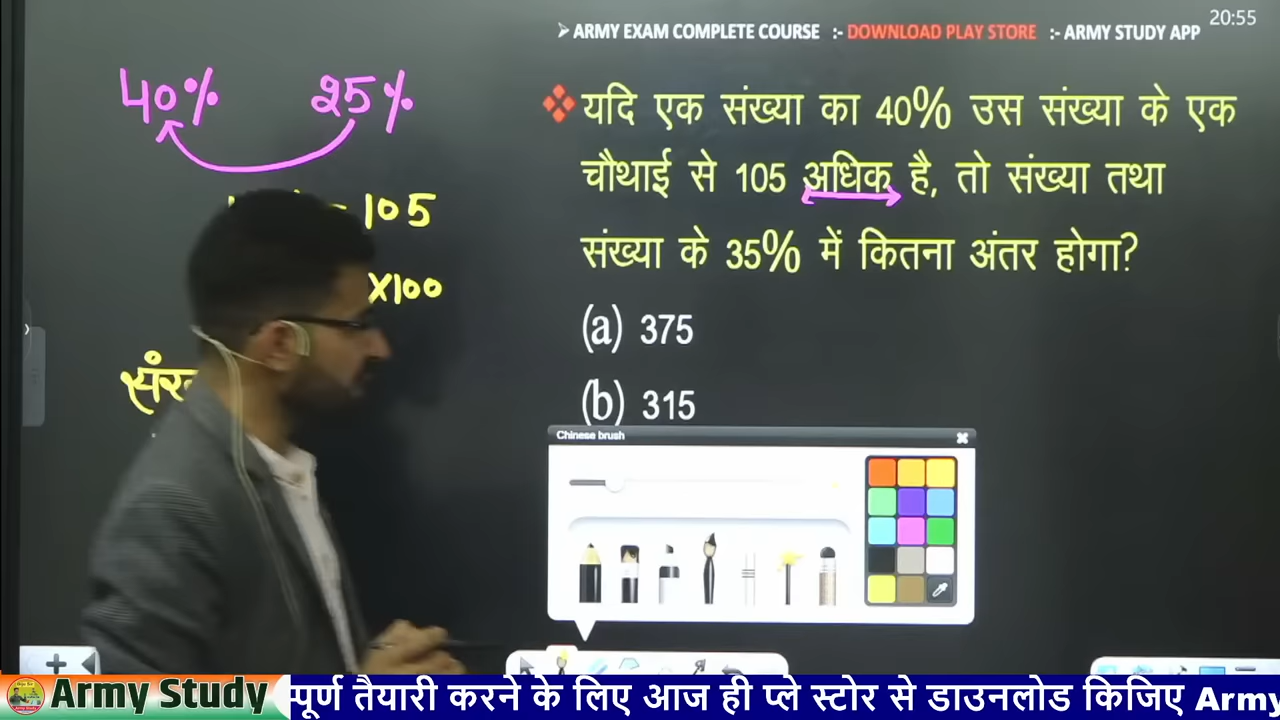 20:55
➢ ARMY EXAM COMPLETE COURSE :- DOWNLOAD PLAY STORE :- ARMY STUDY APP
40% 25%
105
X100
❖ यदि एक संख्या का 40% उस संख्या के एक
चौथाई से 105 अधिक है, तो संख्या तथा
संख्या के 35% में कितना अंतर होगा?
(a) 375
(b) 315
Chinese brush
Army Study
पूर्ण तैयारी करने के लिए आज ही प्ले स्टोर से डाउनलोड किजिए Army